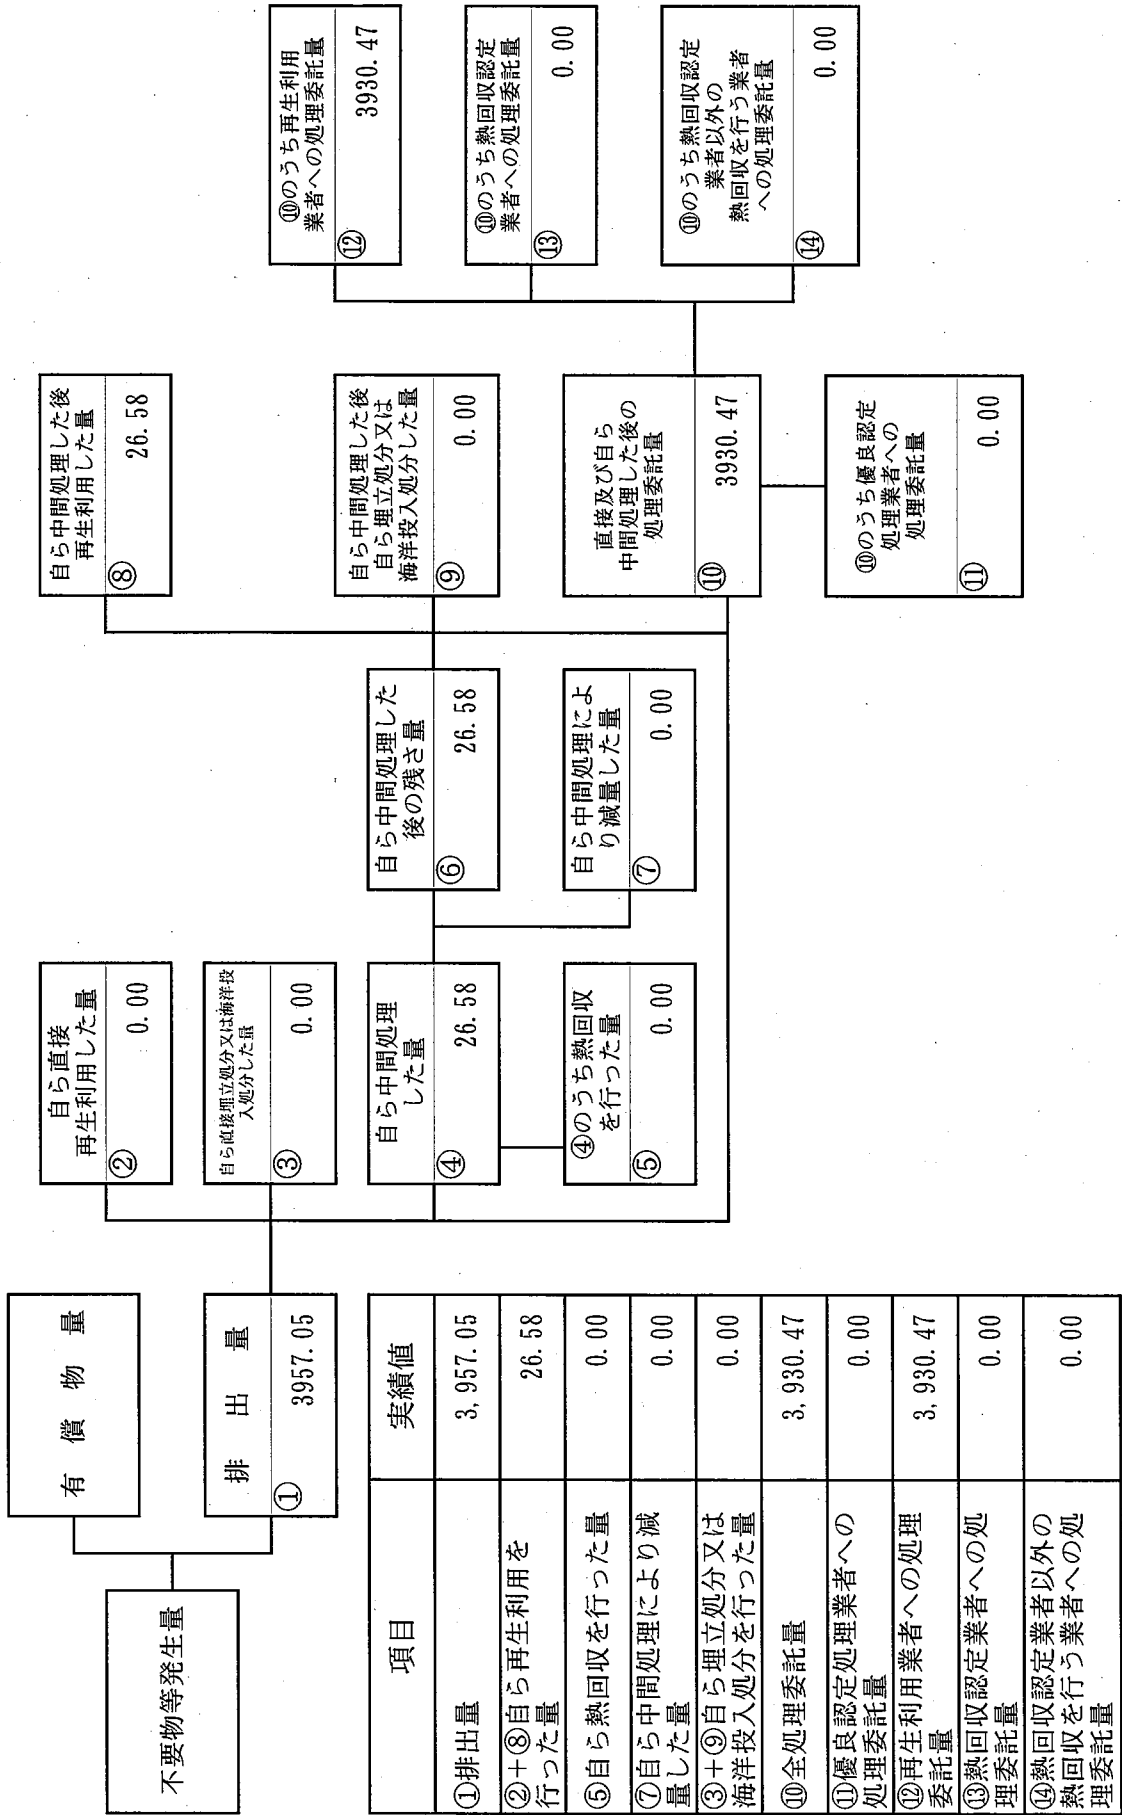 不要物等発生量
有償物量
排出量
①
3957.05
自ら直接
再生利用した量
②
0.00
自ら直接埋立処分又は海洋投
入処分した量
③
0.00
自ら中間処理
した量
④
26.58
④のうち熱回収
を行った量
⑤
0.00
自ら中間処理した
後の残さ量
⑥
26.58
自ら中間処理によ
り減量した量
⑦
0.00
自ら中間処理した後
再生利用した量
⑧
26.58
自ら中間処理した後
自ら埋立処分又は
海洋投入処分した量
⑨
0.00
直接及び自ら
中間処理した後の
処理委託量
⑩
3930.47
⑩のうち優良認定
処理業者への
処理委託量
⑪
0.00
⑩のうち再生利用
業者への処理委託量
⑫
3930.47
⑩のうち熱回収認定
業者への処理委託量
⑬
0.00
⑩のうち熱回収認定
業者以外の
熱回収を行う業者
への処理委託量
⑭
0.00
項目
実績値
①排出量
3,957.05
②+⑧自ら再生利用を
行った量
26.58
⑤自ら熱回収を行った量
0.00
⑦自ら中間処理により減
量した量
0.00
③+⑨自ら埋立処分又は
海洋投入処分を行った量
0.00
⑩全処理委託量
3,930.47
⑪優良認定処理業者への
処理委託量
0.00
⑫再生利用業者への処理
委託量
3,930.47
⑬熱回収認定業者への処
理委託量
0.00
⑭熱回収認定業者以外の
熱回収を行う業者への処
理委託量
0.00